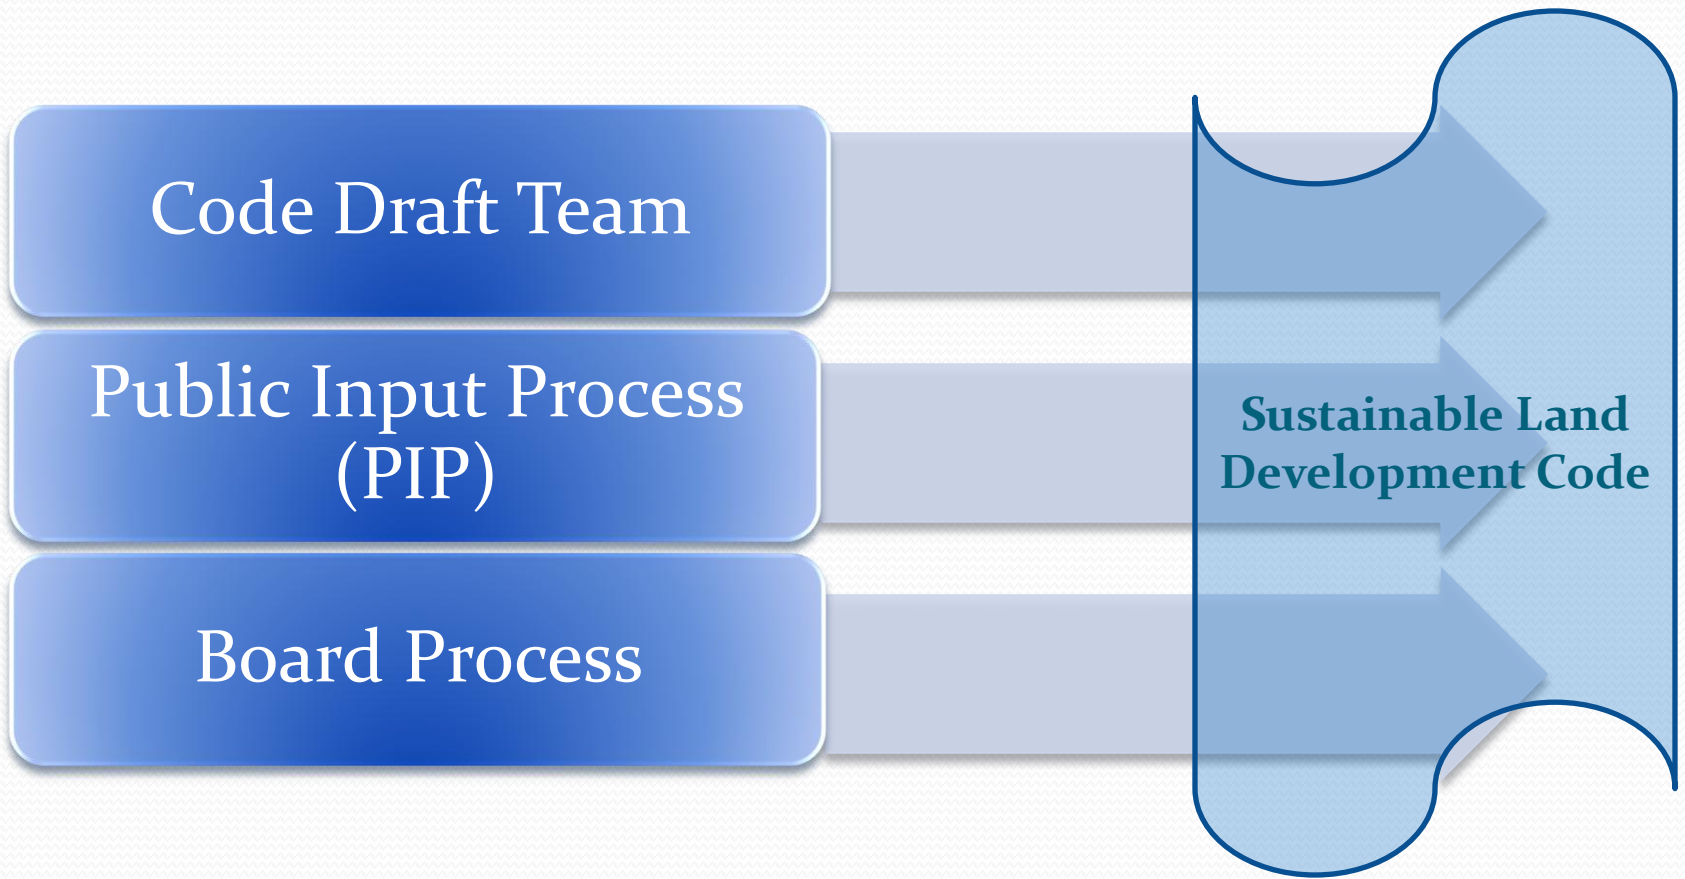 Code Draft Team
Public Input Process
(PIP)
Board Process
Sustainable Land
Development Code